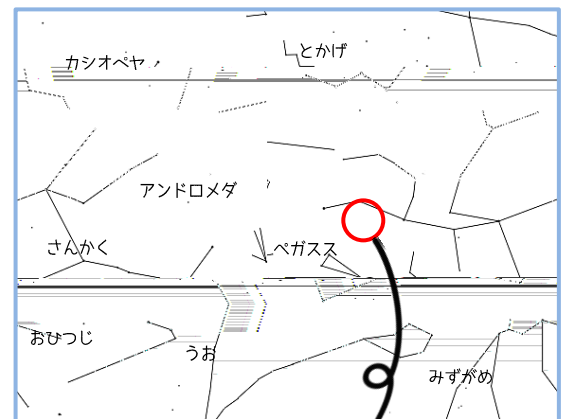 とかげ
カシオペヤ
アンドロメダ
さんかく
ペガスス
おひつじ
うお
みずがめ